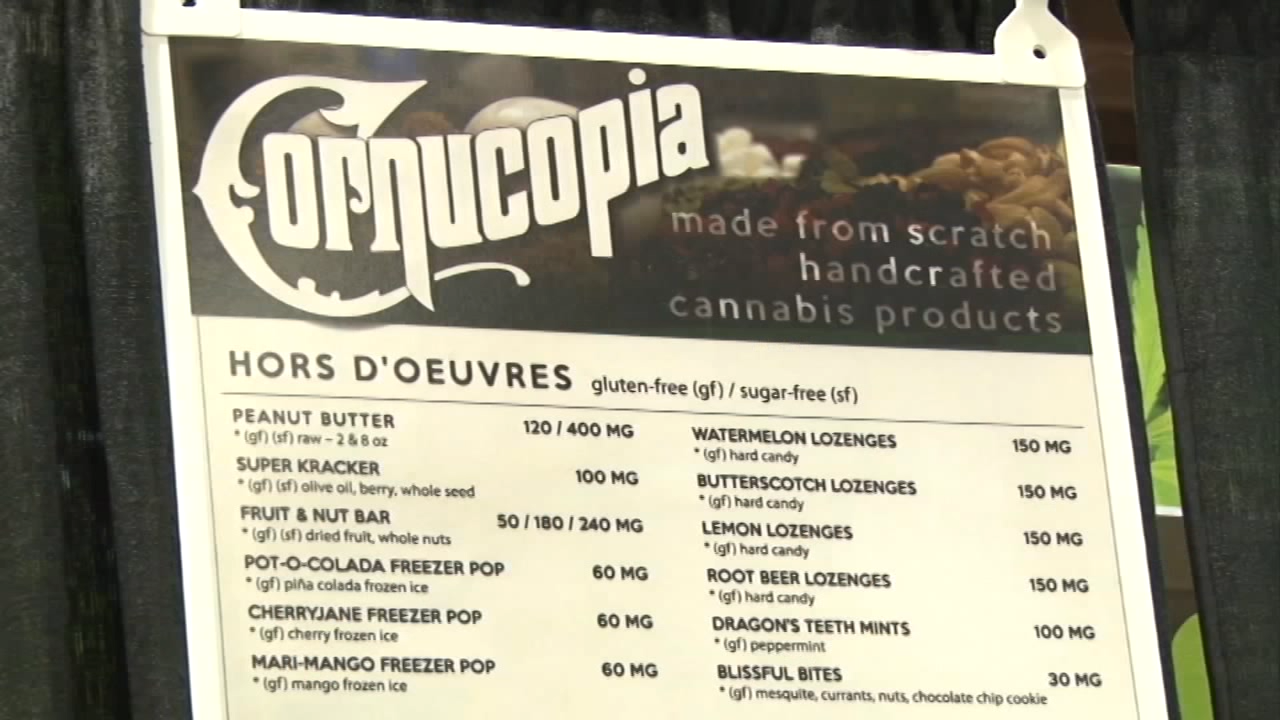 Cornucopia
made from scratch
handcrafted
cannabis products
HORS D'OEUVRES gluten-free (gf) / sugar-free (sf)
PEANUT BUTTER 120 / 400 MG
* (gf) (sf) raw – 2 & 8 oz
SUPER KRACKER 100 MG
* (gf) (sf) olive oil, berry, whole seed
FRUIT & NUT BAR 50 / 180 / 240 MG
* (gf) (sf) dried fruit, whole nuts
POT-O-COLADA FREEZER POP 60 MG
* (gf) piña colada frozen ice
CHERRYJANE FREEZER POP 60 MG
* (gf) cherry frozen ice
MARI-MANGO FREEZER POP 60 MG
* (gf) mango frozen ice
WATERMELON LOZENGES 150 MG
* (gf) hard candy
BUTTERSCOTCH LOZENGES 150 MG
* (gf) hard candy
LEMON LOZENGES 150 MG
* (gf) hard candy
ROOT BEER LOZENGES 150 MG
* (gf) hard candy
DRAGON'S TEETH MINTS 100 MG
* (gf) peppermint
BLISSFUL BITES 30 MG
* (gf) mesquite, currants, nuts, chocolate chip cookie